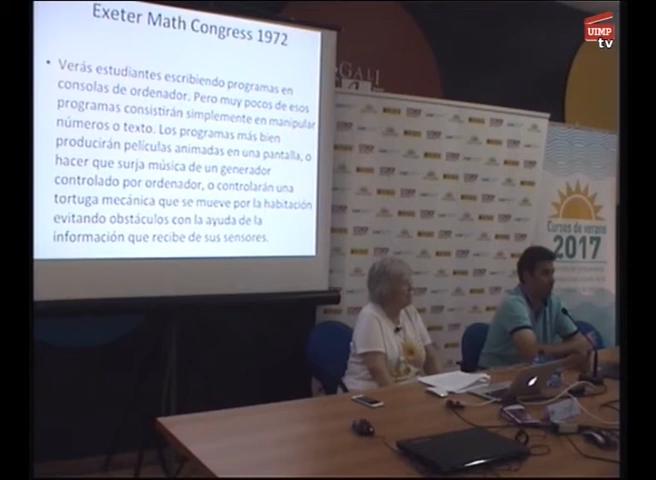 Exeter Math Congress 1972
• Verás estudiantes escribiendo programas en
consolas de ordenador. Pero muy pocos de esos
programas consistirán simplemente en manipular
números o texto. Los programas más bien
producirán películas animadas en una pantalla, o
hacer que surja música de un generador
controlado por ordenador, o controlarán una
tortuga mecánica que se mueve por la habitación
evitando obstáculos con la ayuda de la
información que recibe de sus sensores.
UIMP
tv
Cursos de verano
2017